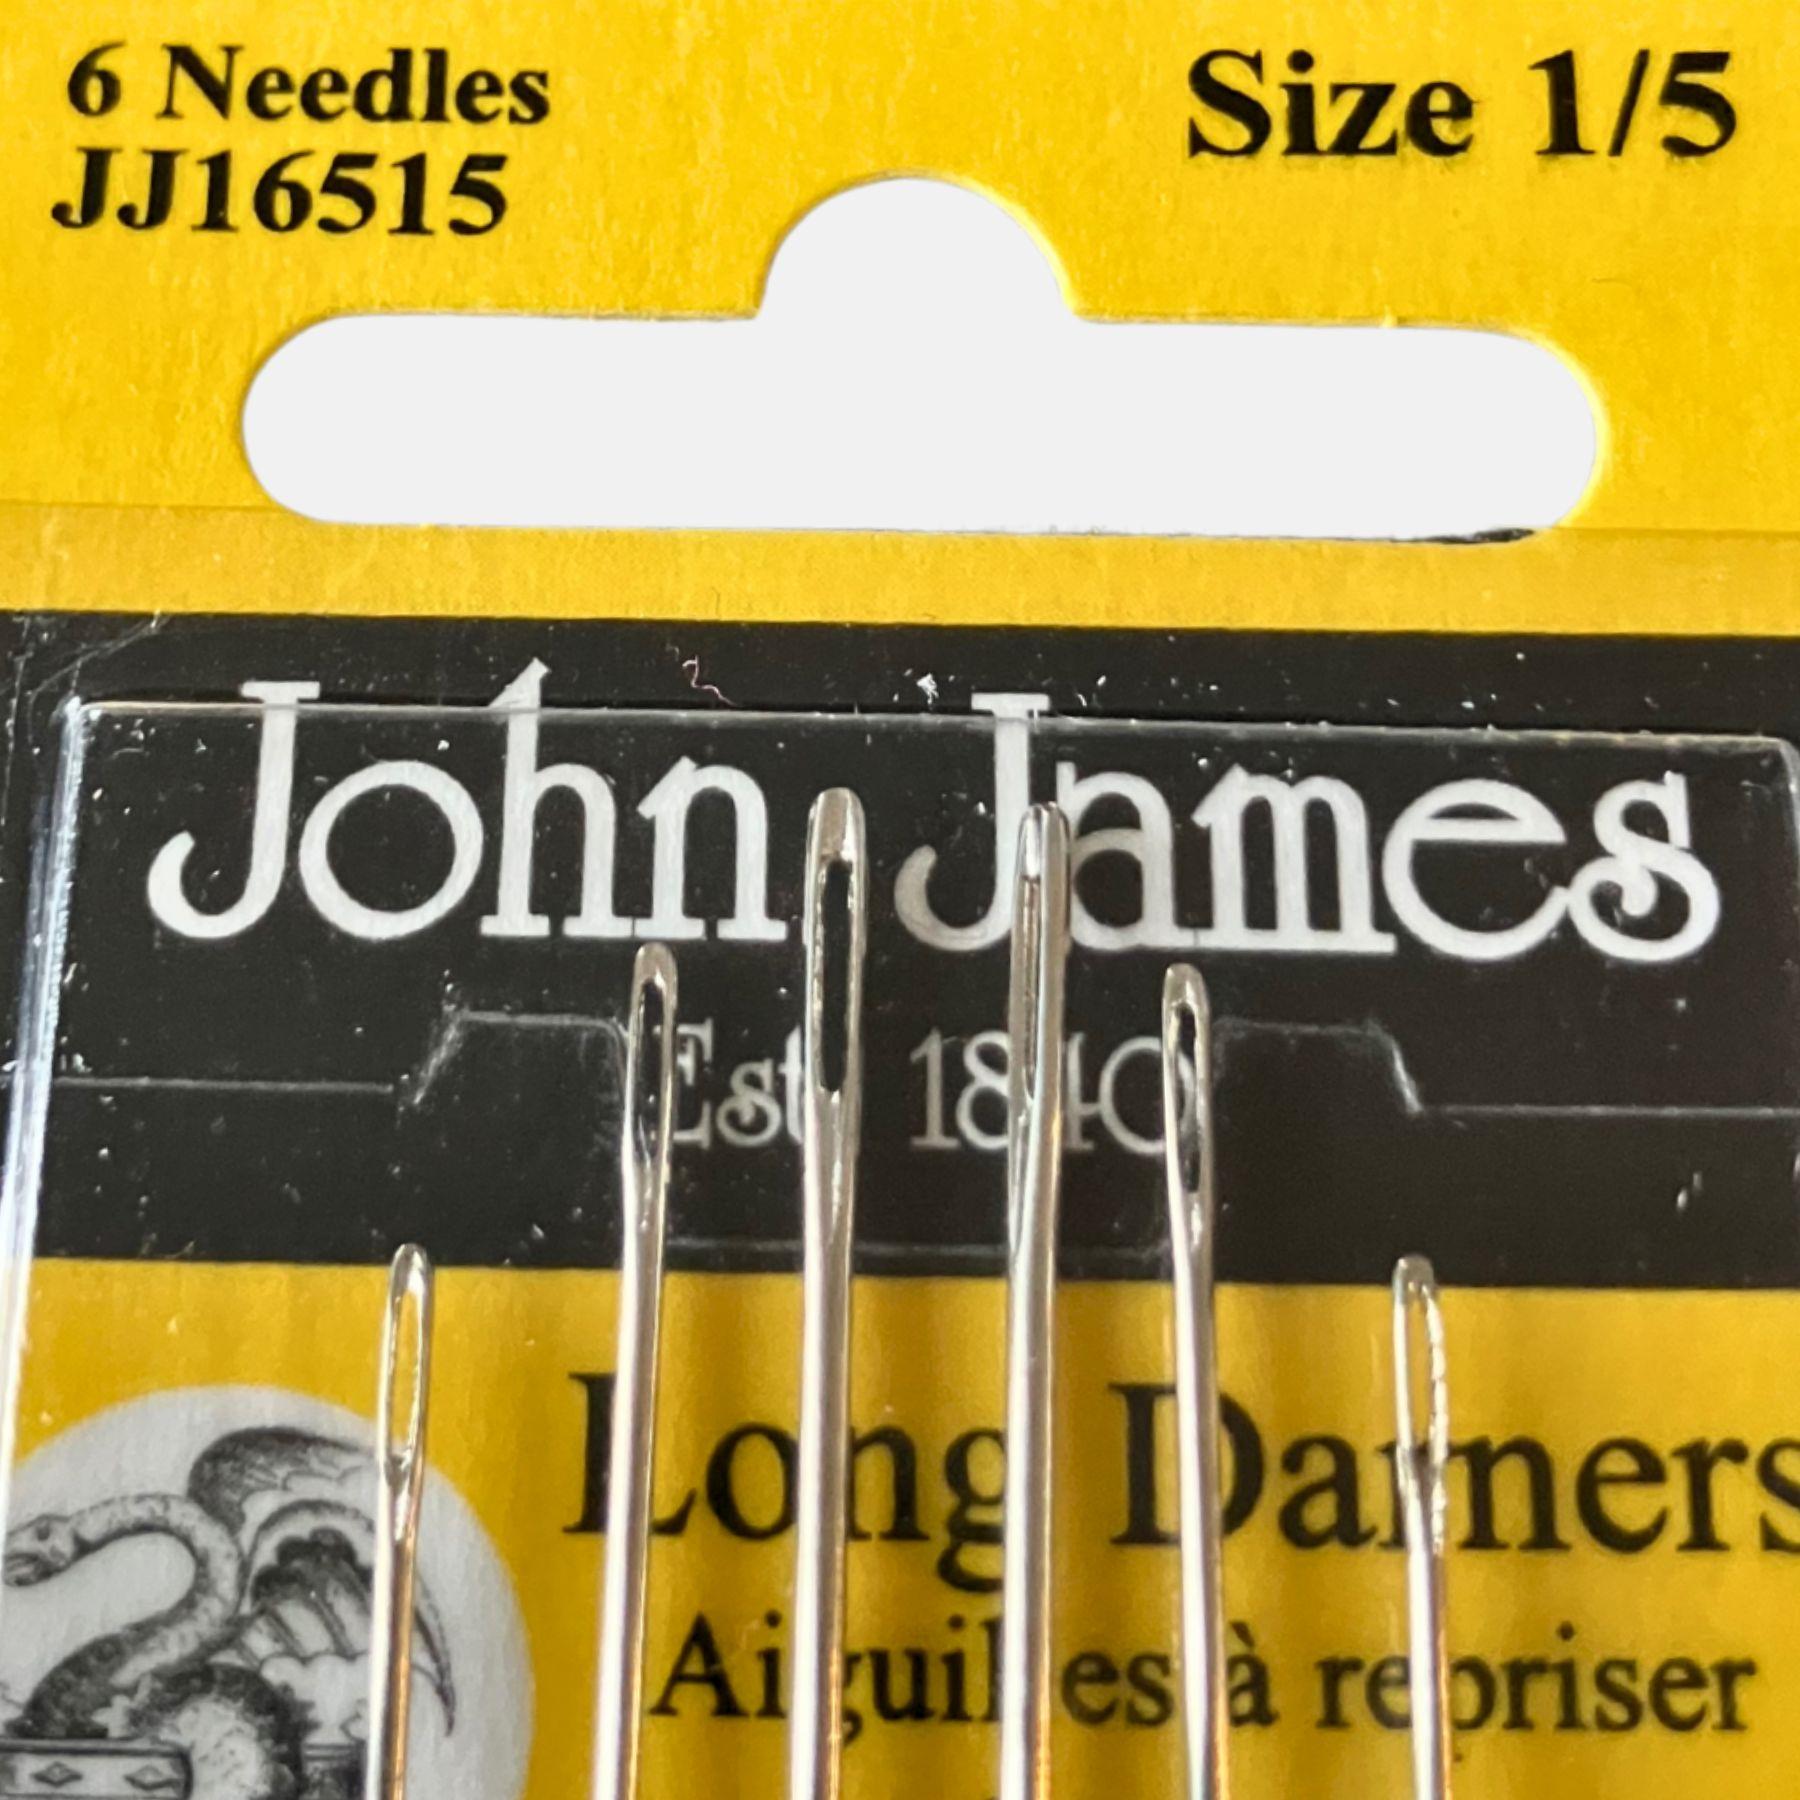 6 Needles
JJ16515
Size 1/5
John James
Est 1840
Long Darners
Aiguilles à repriser